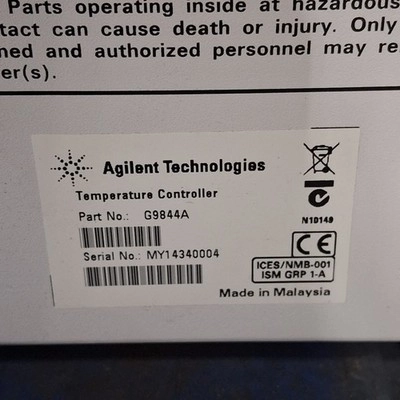 Parts operating inside at hazardous
tact can cause death or injury. Only
ned and authorized personnel may re
er(s).
Agilent Technologies
Temperature Controller
Part No.: G9844A
Serial No.: MY14340004
N10149
CE
ICES/NMB-001
ISM GRP 1-A
Made in Malaysia